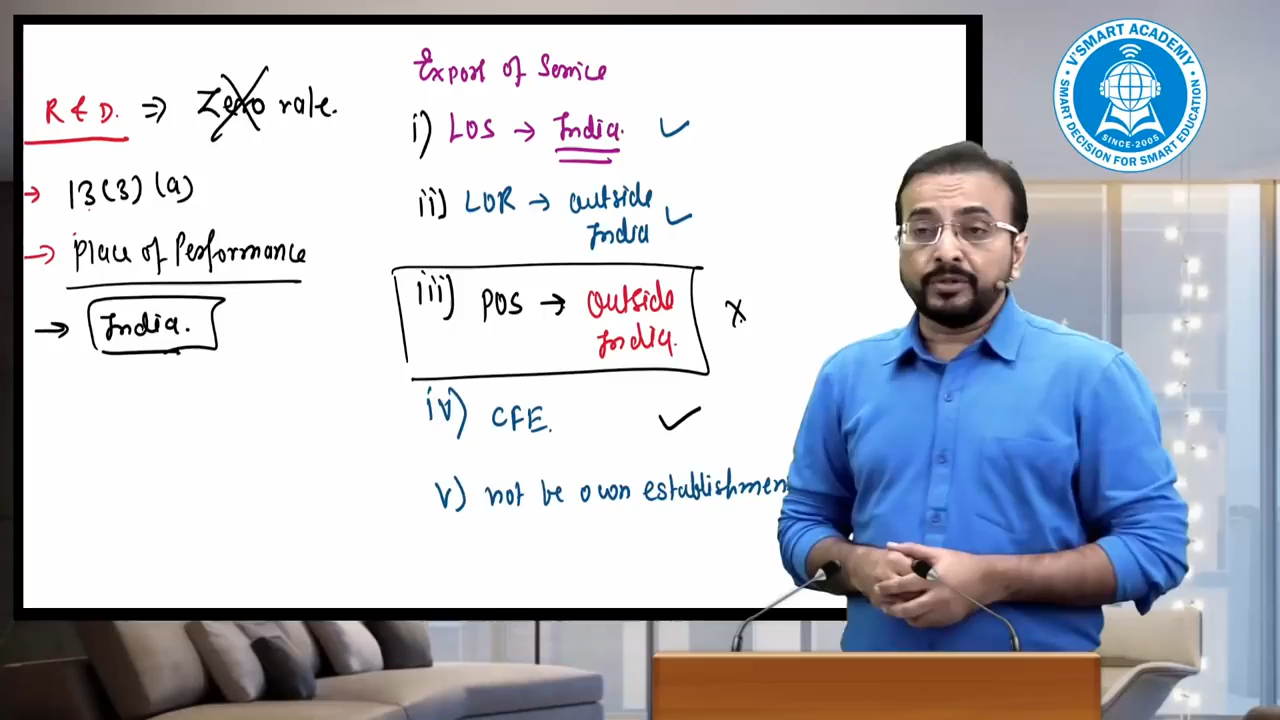 R & D. ⇒ Zero rate.
→ 13(3)(a)
→ Place of Performance
→ India.
Export of Service
i) LOS → India. ✓
ii) LOR → outside
India ✓
iii) POS → outside
India. x
iv) CFE. ✓
v) not be own establishmen
V'SMART ACADEMY
SINCE-2005
SMART DECISION FOR SMART EDUCATION